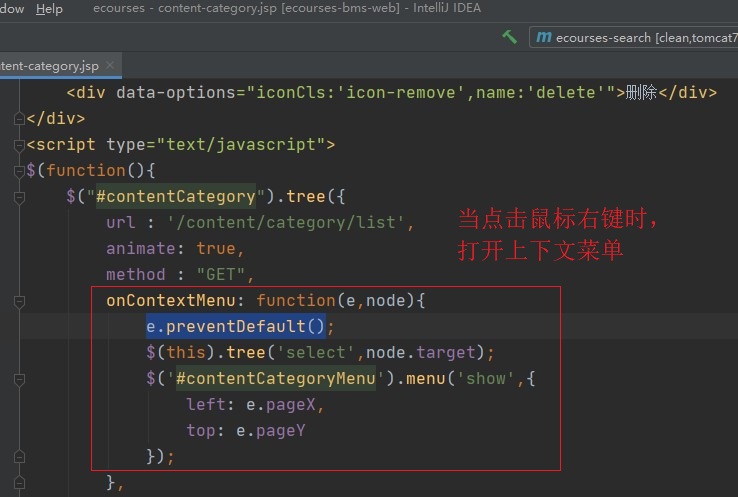 dow Help ecourses - content-category.jsp [ecourses-bms-web] - IntelliJ IDEA
m ecourses-search [clean,tomcat7
tent-category.jsp ×
<div data-options="iconCls:'icon-remove',name:'delete'">删除</div>
</div>
<script type="text/javascript">
$(function(){
$("#contentCategory").tree({
url : '/content/category/list',
当点击鼠标右键时，
animate: true,
打开上下文菜单
method : "GET",
onContextMenu: function(e,node){
e.preventDefault();
$(this).tree('select',node.target);
$('#contentCategoryMenu').menu('show',{
left: e.pageX,
top: e.pageY
});
},